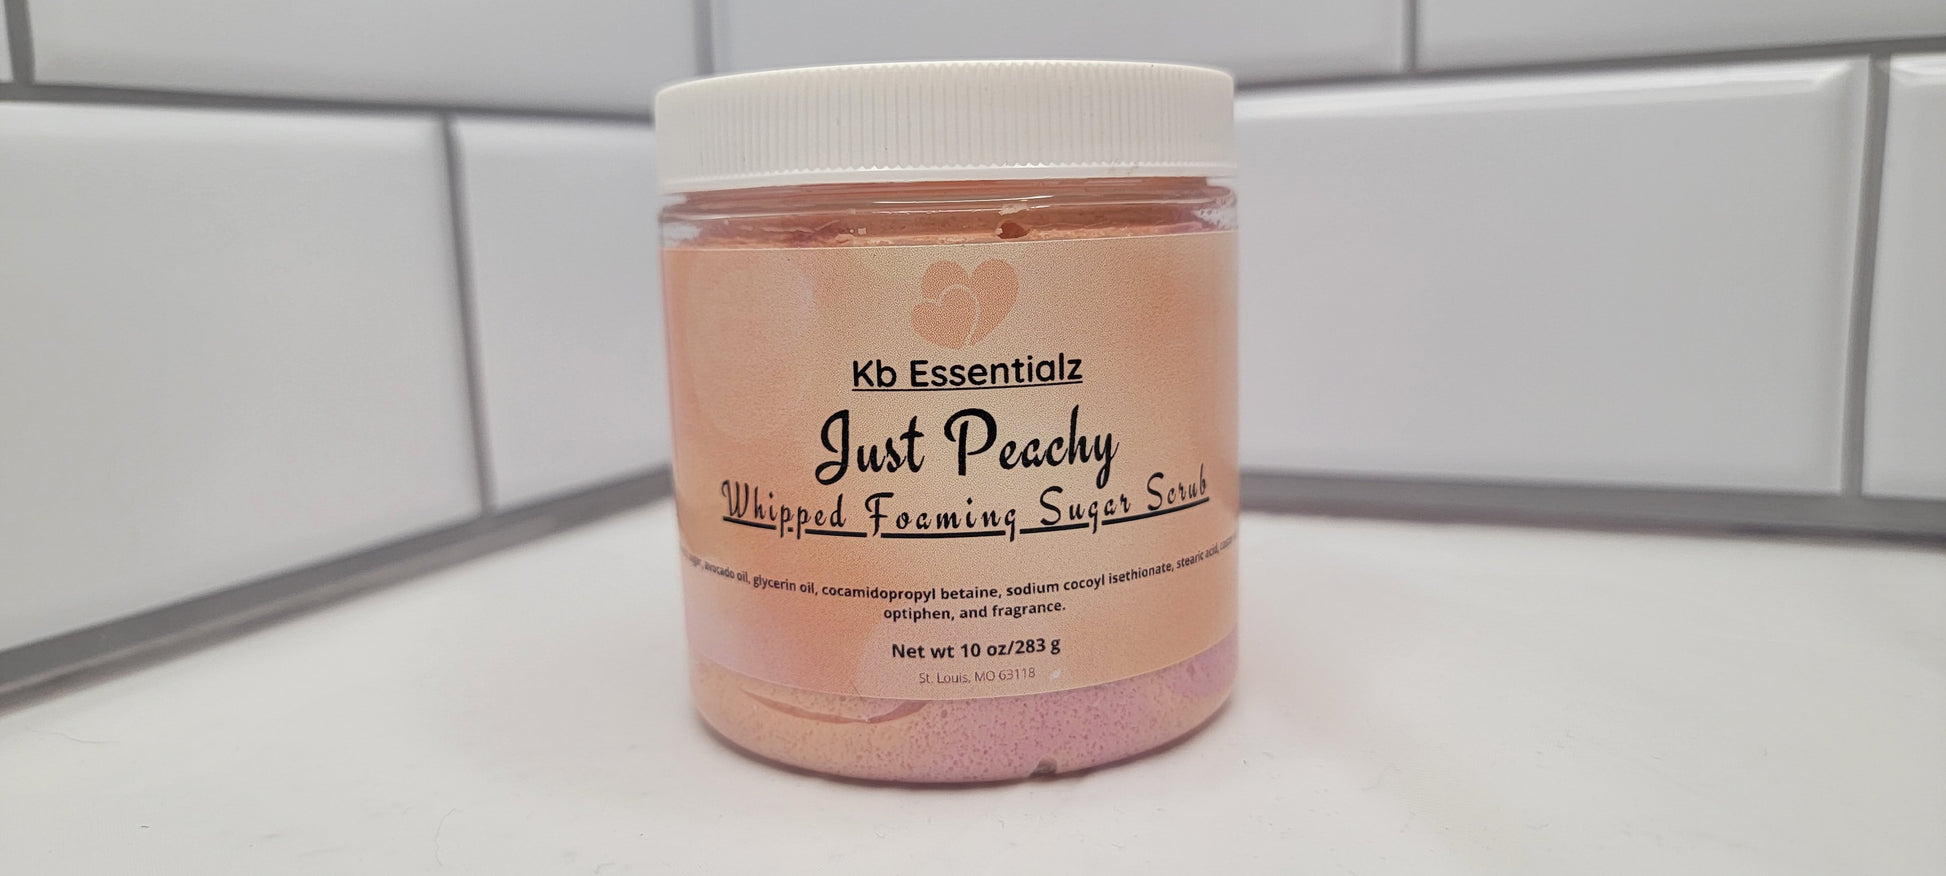 Kb Essentialz
Just Peachy
Whipped Foaming Sugar Scrub
avocado oil, glycerin oil, cocamidopropyl betaine, sodium cocoyl isethionate, stearic acid,
optiphen, and fragrance.
Net wt 10 oz/283 g
St. Louis, MO 63118